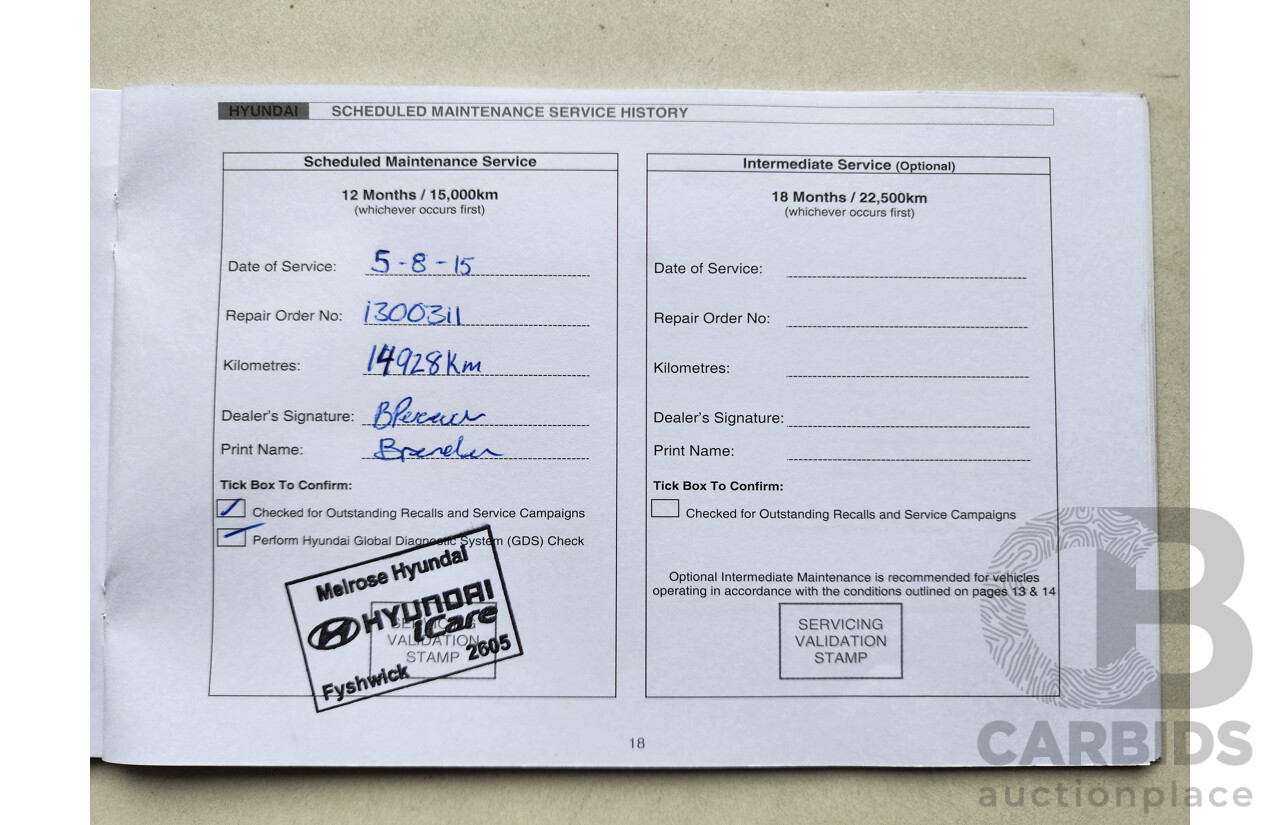 HYUNDAI SCHEDULED MAINTENANCE SERVICE HISTORY
Scheduled Maintenance Service
12 Months / 15,000km
(whichever occurs first)
Date of Service: 5-8-15
Repair Order No: 1300311
Kilometres: 14928km
Dealer's Signature:
Print Name:
Tick Box To Confirm:
Checked for Outstanding Recalls and Service Campaigns
Perform Hyundai Global Diagnostic System (GDS) Check
Melrose Hyundai
HYUNDAI
iCare
2605
Fyshwick
SERVICING
VALIDATION
STAMP
Intermediate Service (Optional)
18 Months / 22,500km
(whichever occurs first)
Date of Service:
Repair Order No:
Kilometres:
Dealer's Signature:
Print Name:
Tick Box To Confirm:
Checked for Outstanding Recalls and Service Campaigns
Optional Intermediate Maintenance is recommended for vehicles
operating in accordance with the conditions outlined on pages 13 & 14
SERVICING
VALIDATION
STAMP
18
CB
CARBIDS
auctionplace